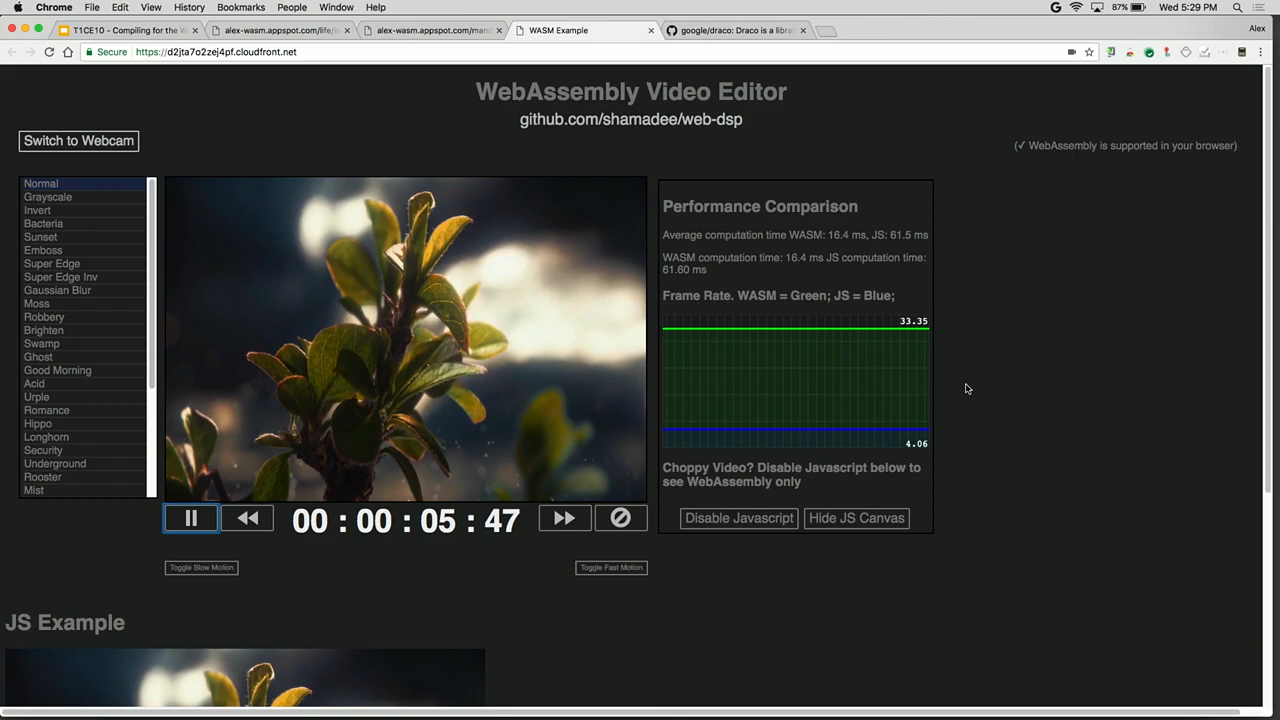 Chrome File Edit View History Bookmarks People Window Help
87% Wed 5:29 PM
T1CE10 - Compiling for the W
alex-wasm.appspot.com/life/
alex-wasm.appspot.com/man
WASM Example
google/draco: Draco is a libra
Alex
Secure https://d2jta7o2zej4pf.cloudfront.net
WebAssembly Video Editor
github.com/shamadee/web-dsp
Switch to Webcam
(✓ WebAssembly is supported in your browser)
Normal
Grayscale
Invert
Bacteria
Sunset
Emboss
Super Edge
Super Edge Inv
Gaussian Blur
Moss
Robbery
Brighten
Swamp
Ghost
Good Morning
Acid
Urple
Romance
Hippo
Longhorn
Security
Underground
Rooster
Mist
00 : 00 : 05 : 47
Toggle Slow Motion
Toggle Fast Motion
Performance Comparison
Average computation time WASM: 16.4 ms, JS: 61.5 ms
WASM computation time: 16.4 ms JS computation time:
61.60 ms
Frame Rate. WASM = Green; JS = Blue;
33.35
4.06
Choppy Video? Disable Javascript below to
see WebAssembly only
Disable Javascript
Hide JS Canvas
JS Example